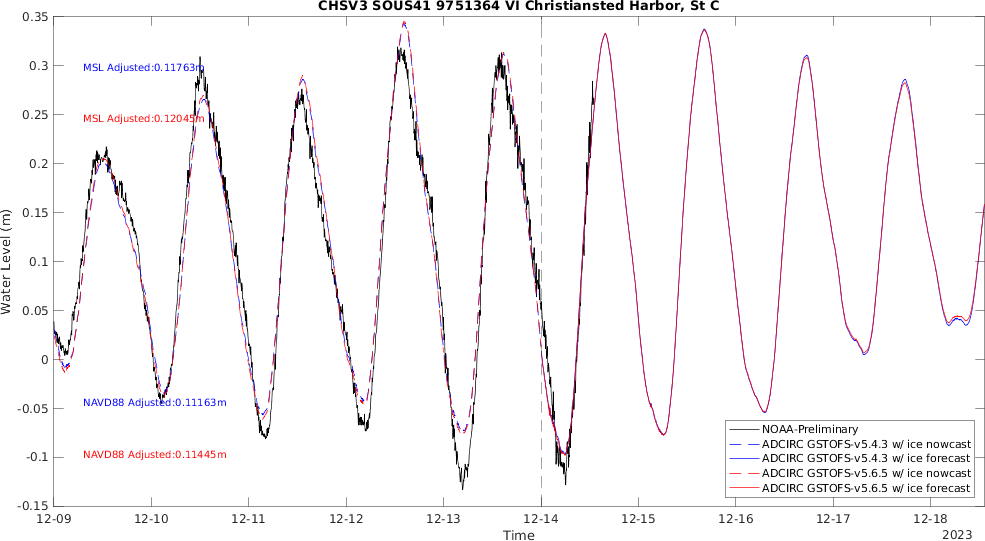 CHSV3 SOUS41 9751364 VI Christiansted Harbor, St C
0.35
0.3
0.25
0.2
0.15
0.1
0.05
0
-0.05
-0.1
-0.15
Water Level (m)
MSL Adjusted:0.11763m
MSL Adjusted:0.12045m
NAVD88 Adjusted:0.11163m
NAVD88 Adjusted:0.11445m
NOAA-Preliminary
ADCIRC GSTOFS-v5.4.3 w/ ice nowcast
ADCIRC GSTOFS-v5.4.3 w/ ice forecast
ADCIRC GSTOFS-v5.6.5 w/ ice nowcast
ADCIRC GSTOFS-v5.6.5 w/ ice forecast
12-09 12-10 12-11 12-12 12-13 12-14 12-15 12-16 12-17 12-18
Time
2023